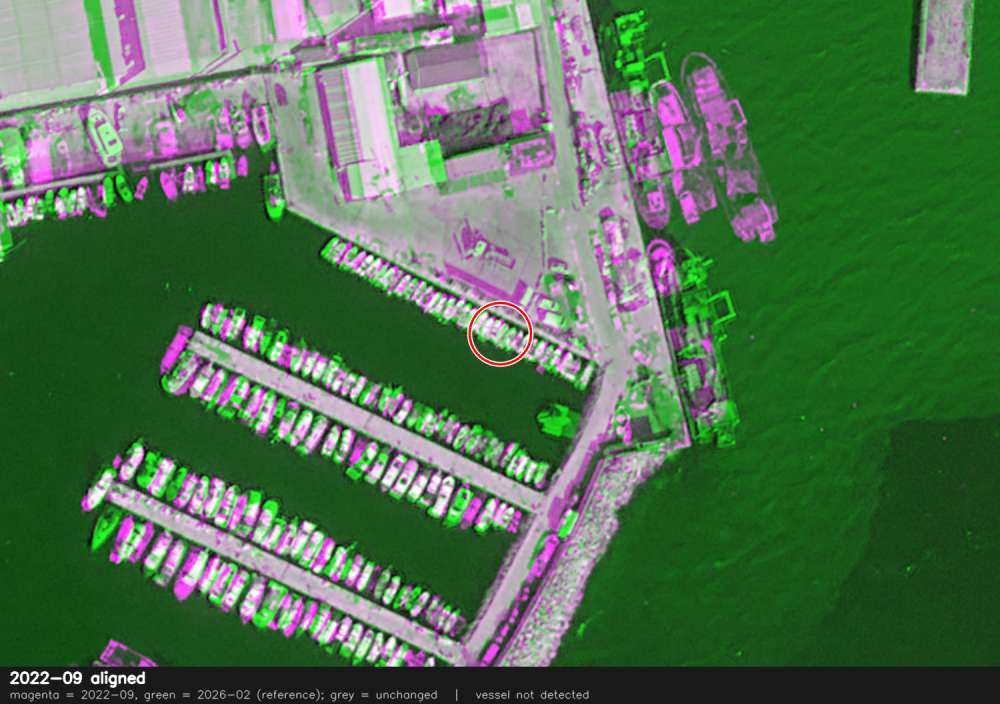 2022-09 aligned
magenta = 2022-09, green = 2026-02 (reference); grey = unchanged | vessel not detected